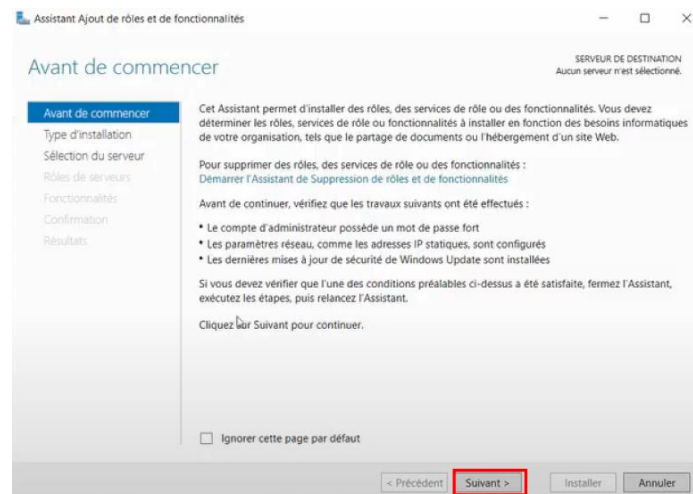 Assistant Ajout de rôles et de fonctionnalités
Avant de commencer
SERVEUR DE DESTINATION
Aucun serveur n'est sélectionné.
Avant de commencer
Type d'installation
Sélection du serveur
Rôles de serveurs
Fonctionnalités
Confirmation
Résultats
Cet Assistant permet d'installer des rôles, des services de rôle ou des fonctionnalités. Vous devez
déterminer les rôles, services de rôle ou fonctionnalités à installer en fonction des besoins informatiques
de votre organisation, tels que le partage de documents ou l'hébergement d'un site Web.
Pour supprimer des rôles, des services de rôle ou des fonctionnalités :
Démarrer l'Assistant de Suppression de rôles et de fonctionnalités
Avant de continuer, vérifiez que les travaux suivants ont été effectués :
• Le compte d'administrateur possède un mot de passe fort
• Les paramètres réseau, comme les adresses IP statiques, sont configurés
• Les dernières mises à jour de sécurité de Windows Update sont installées
Si vous devez vérifier que l'une des conditions préalables ci-dessus a été satisfaite, fermez l'Assistant,
exécutez les étapes, puis relancez l'Assistant.
Cliquez sur Suivant pour continuer.
Ignorer cette page par défaut
< Précédent
Suivant >
Installer
Annuler